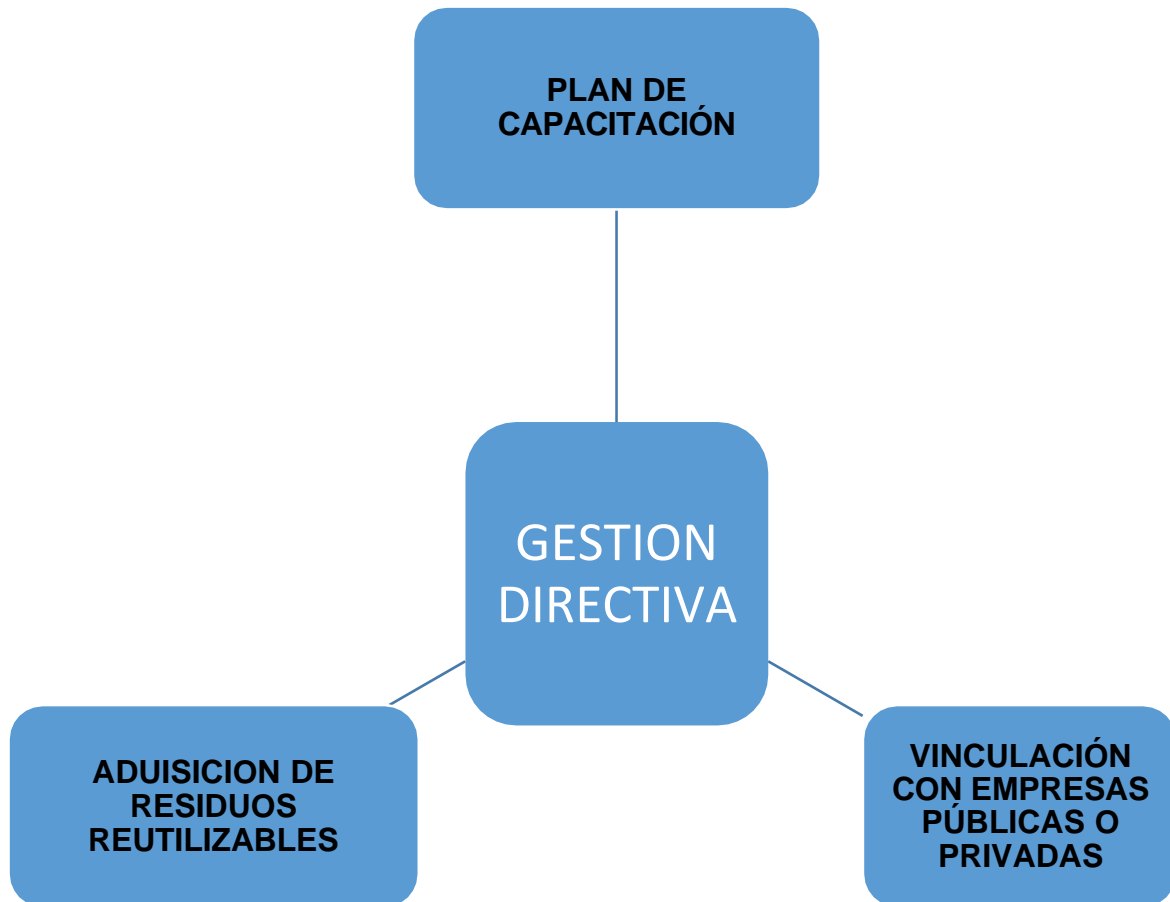 PLAN DE
CAPACITACIÓN
GESTION
DIRECTIVA
ADUISICION DE
RESIDUOS
REUTILIZABLES
VINCULACIÓN
CON EMPRESAS
PÚBLICAS O
PRIVADAS